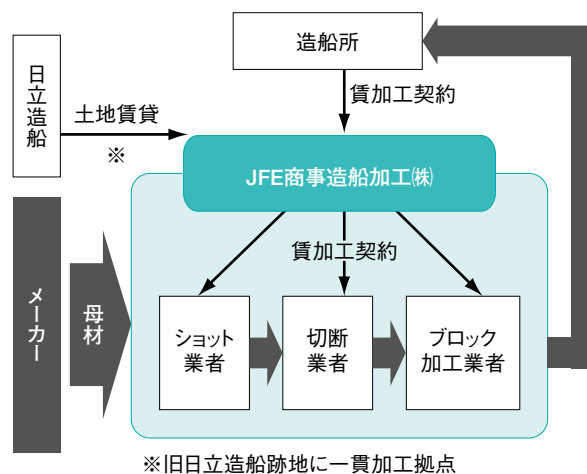 造船所
日立造船
土地賃貸
※
賃加工契約
JFE商事造船加工㈱
賃加工契約
メーカー
母材
ショット
業者
切断
業者
ブロック
加工業者
※旧日立造船跡地に一貫加工拠点